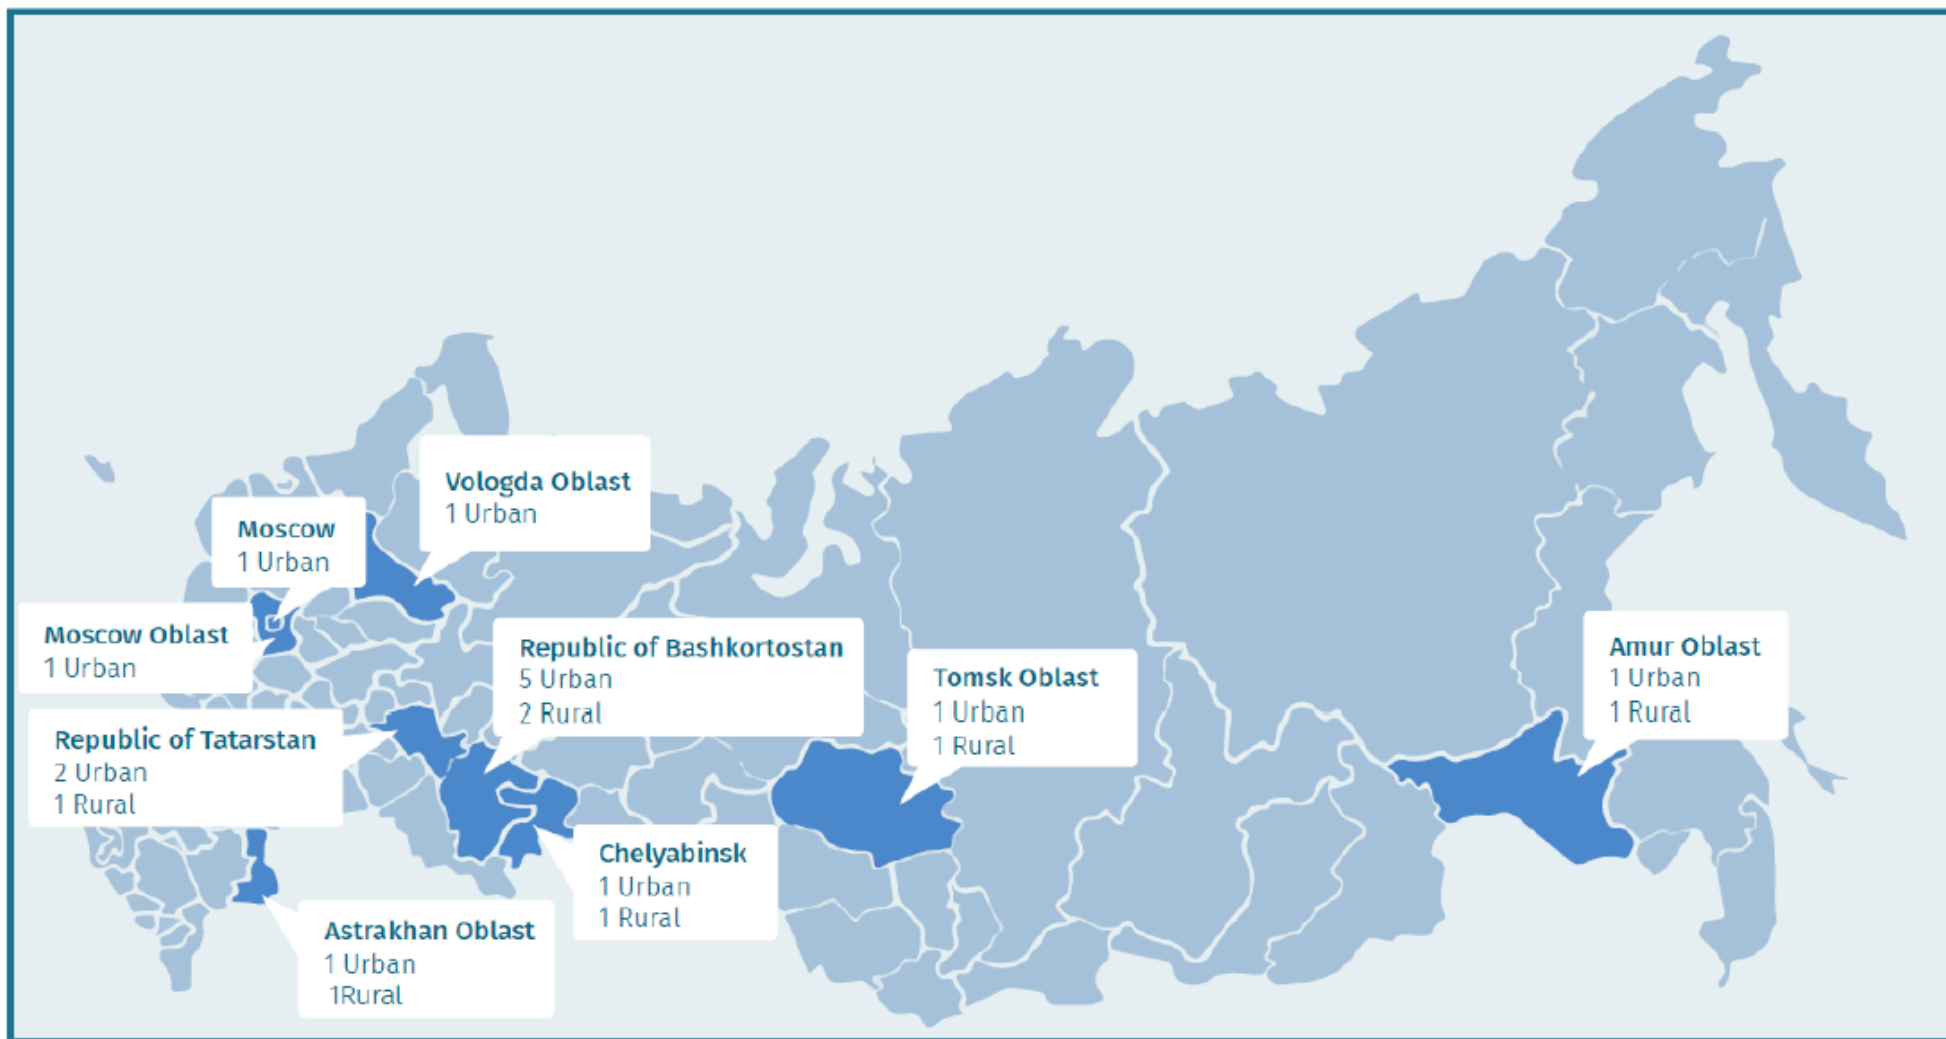 Vologda Oblast
1 Urban
Moscow
1 Urban
Moscow Oblast
1 Urban
Republic of Bashkortostan
5 Urban
2 Rural
Tomsk Oblast
1 Urban
1 Rural
Amur Oblast
1 Urban
1 Rural
Republic of Tatarstan
2 Urban
1 Rural
Chelyabinsk
1 Urban
1 Rural
Astrakhan Oblast
1 Urban
1Rural